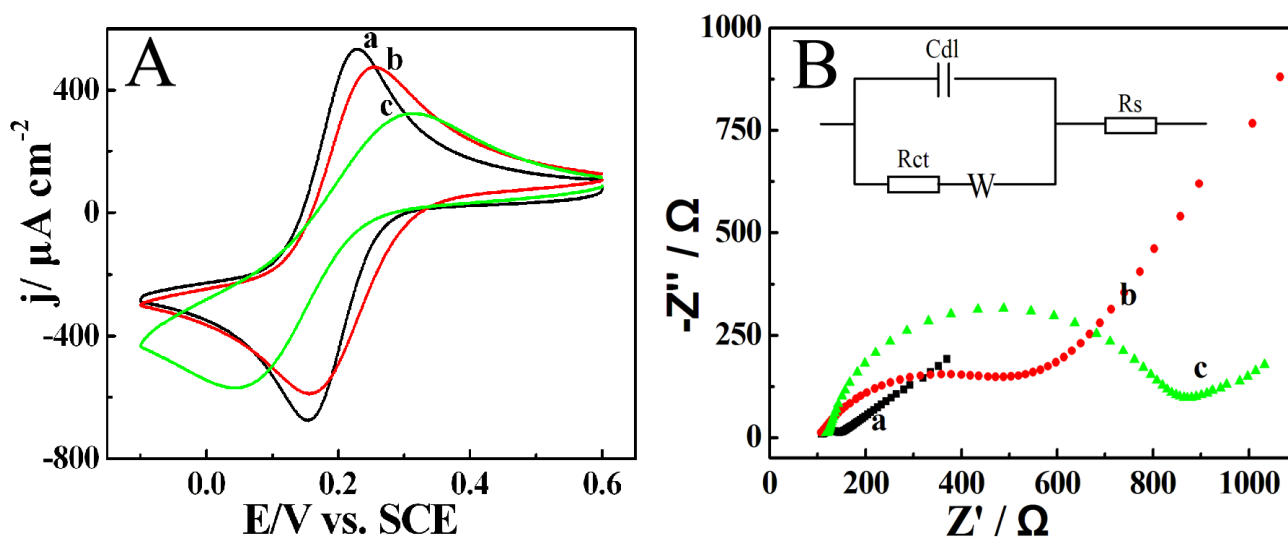 A
a
b
c
400
0
-400
-800
j/ μA cm⁻²
0.0 0.2 0.4 0.6
E/V vs. SCE
B
1000
750
500
250
0
-Z'' / Ω
Cdl
Rs
Rct
W
b
c
a
0 200 400 600 800 1000
Z' / Ω